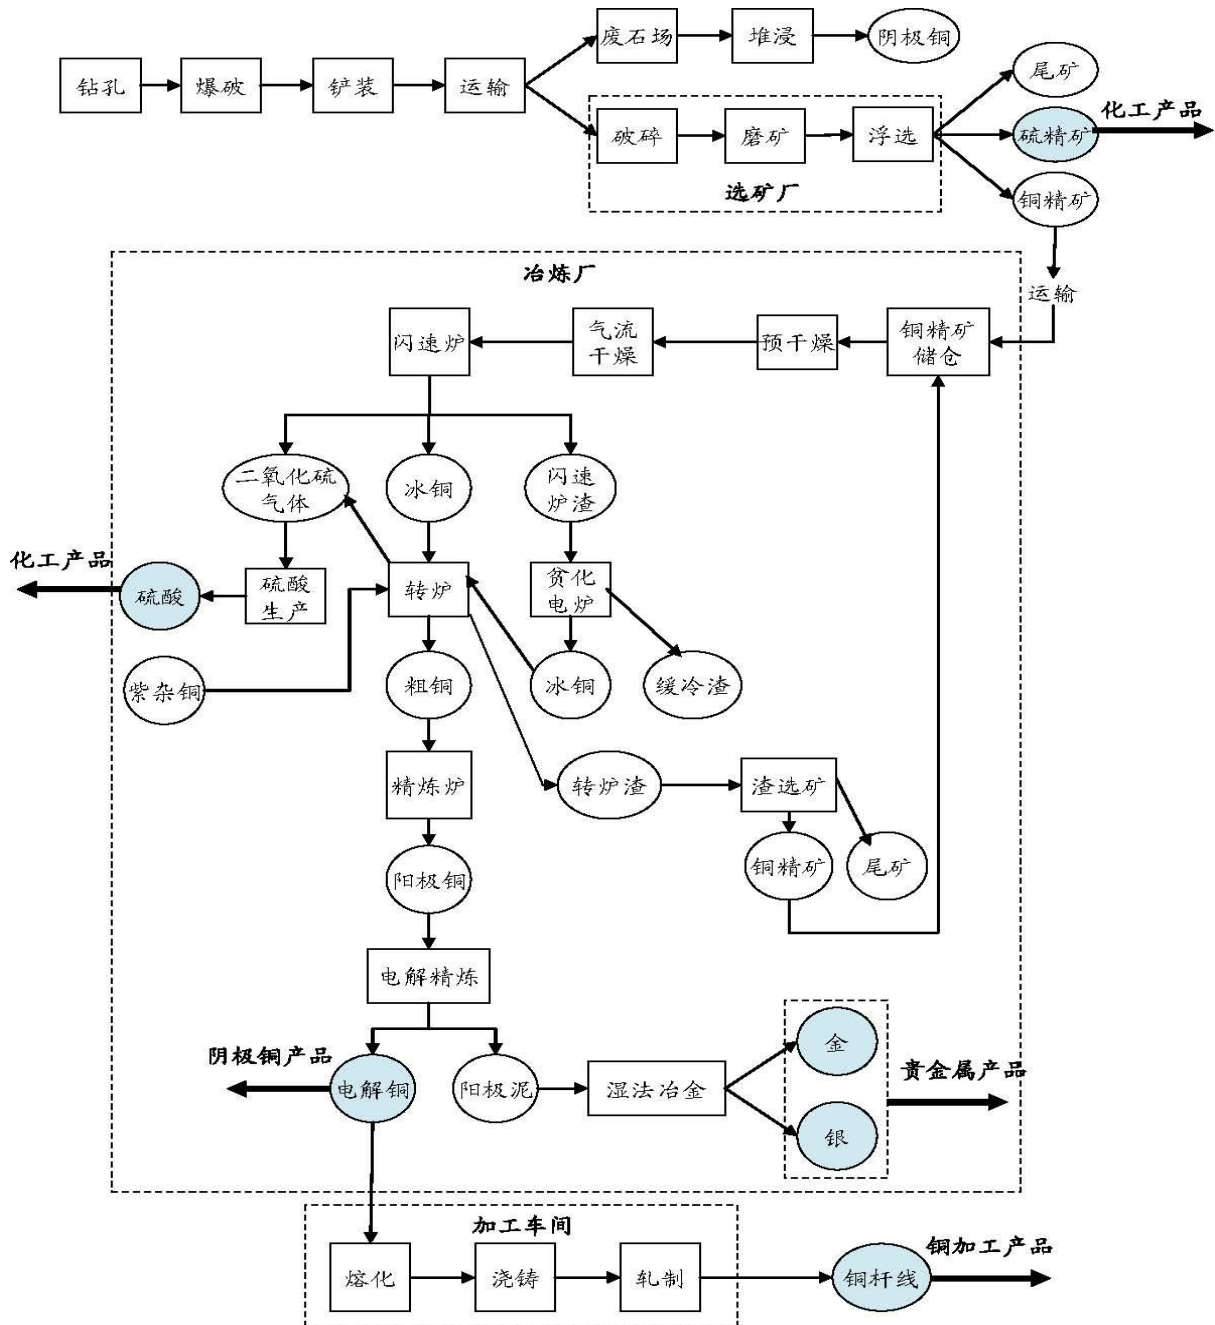 废石场
堆浸
阴极铜
钻孔
爆破
铲装
运输
尾矿
化工产品
破碎
磨矿
浮选
硫精矿
选矿厂
铜精矿
冶炼厂
运输
闪速炉
气流
干燥
预干燥
铜精矿
储仓
二氧化硫
气体
冰铜
闪速
炉渣
化工产品
硫酸
硫酸
生产
转炉
贫化
电炉
紫杂铜
粗铜
冰铜
缓冷渣
精炼炉
转炉渣
渣选矿
阳极铜
铜精矿
尾矿
电解精炼
阴极铜产品
电解铜
阳极泥
湿法冶金
金
贵金属产品
银
加工车间
铜加工产品
熔化
浇铸
轧制
铜杆线